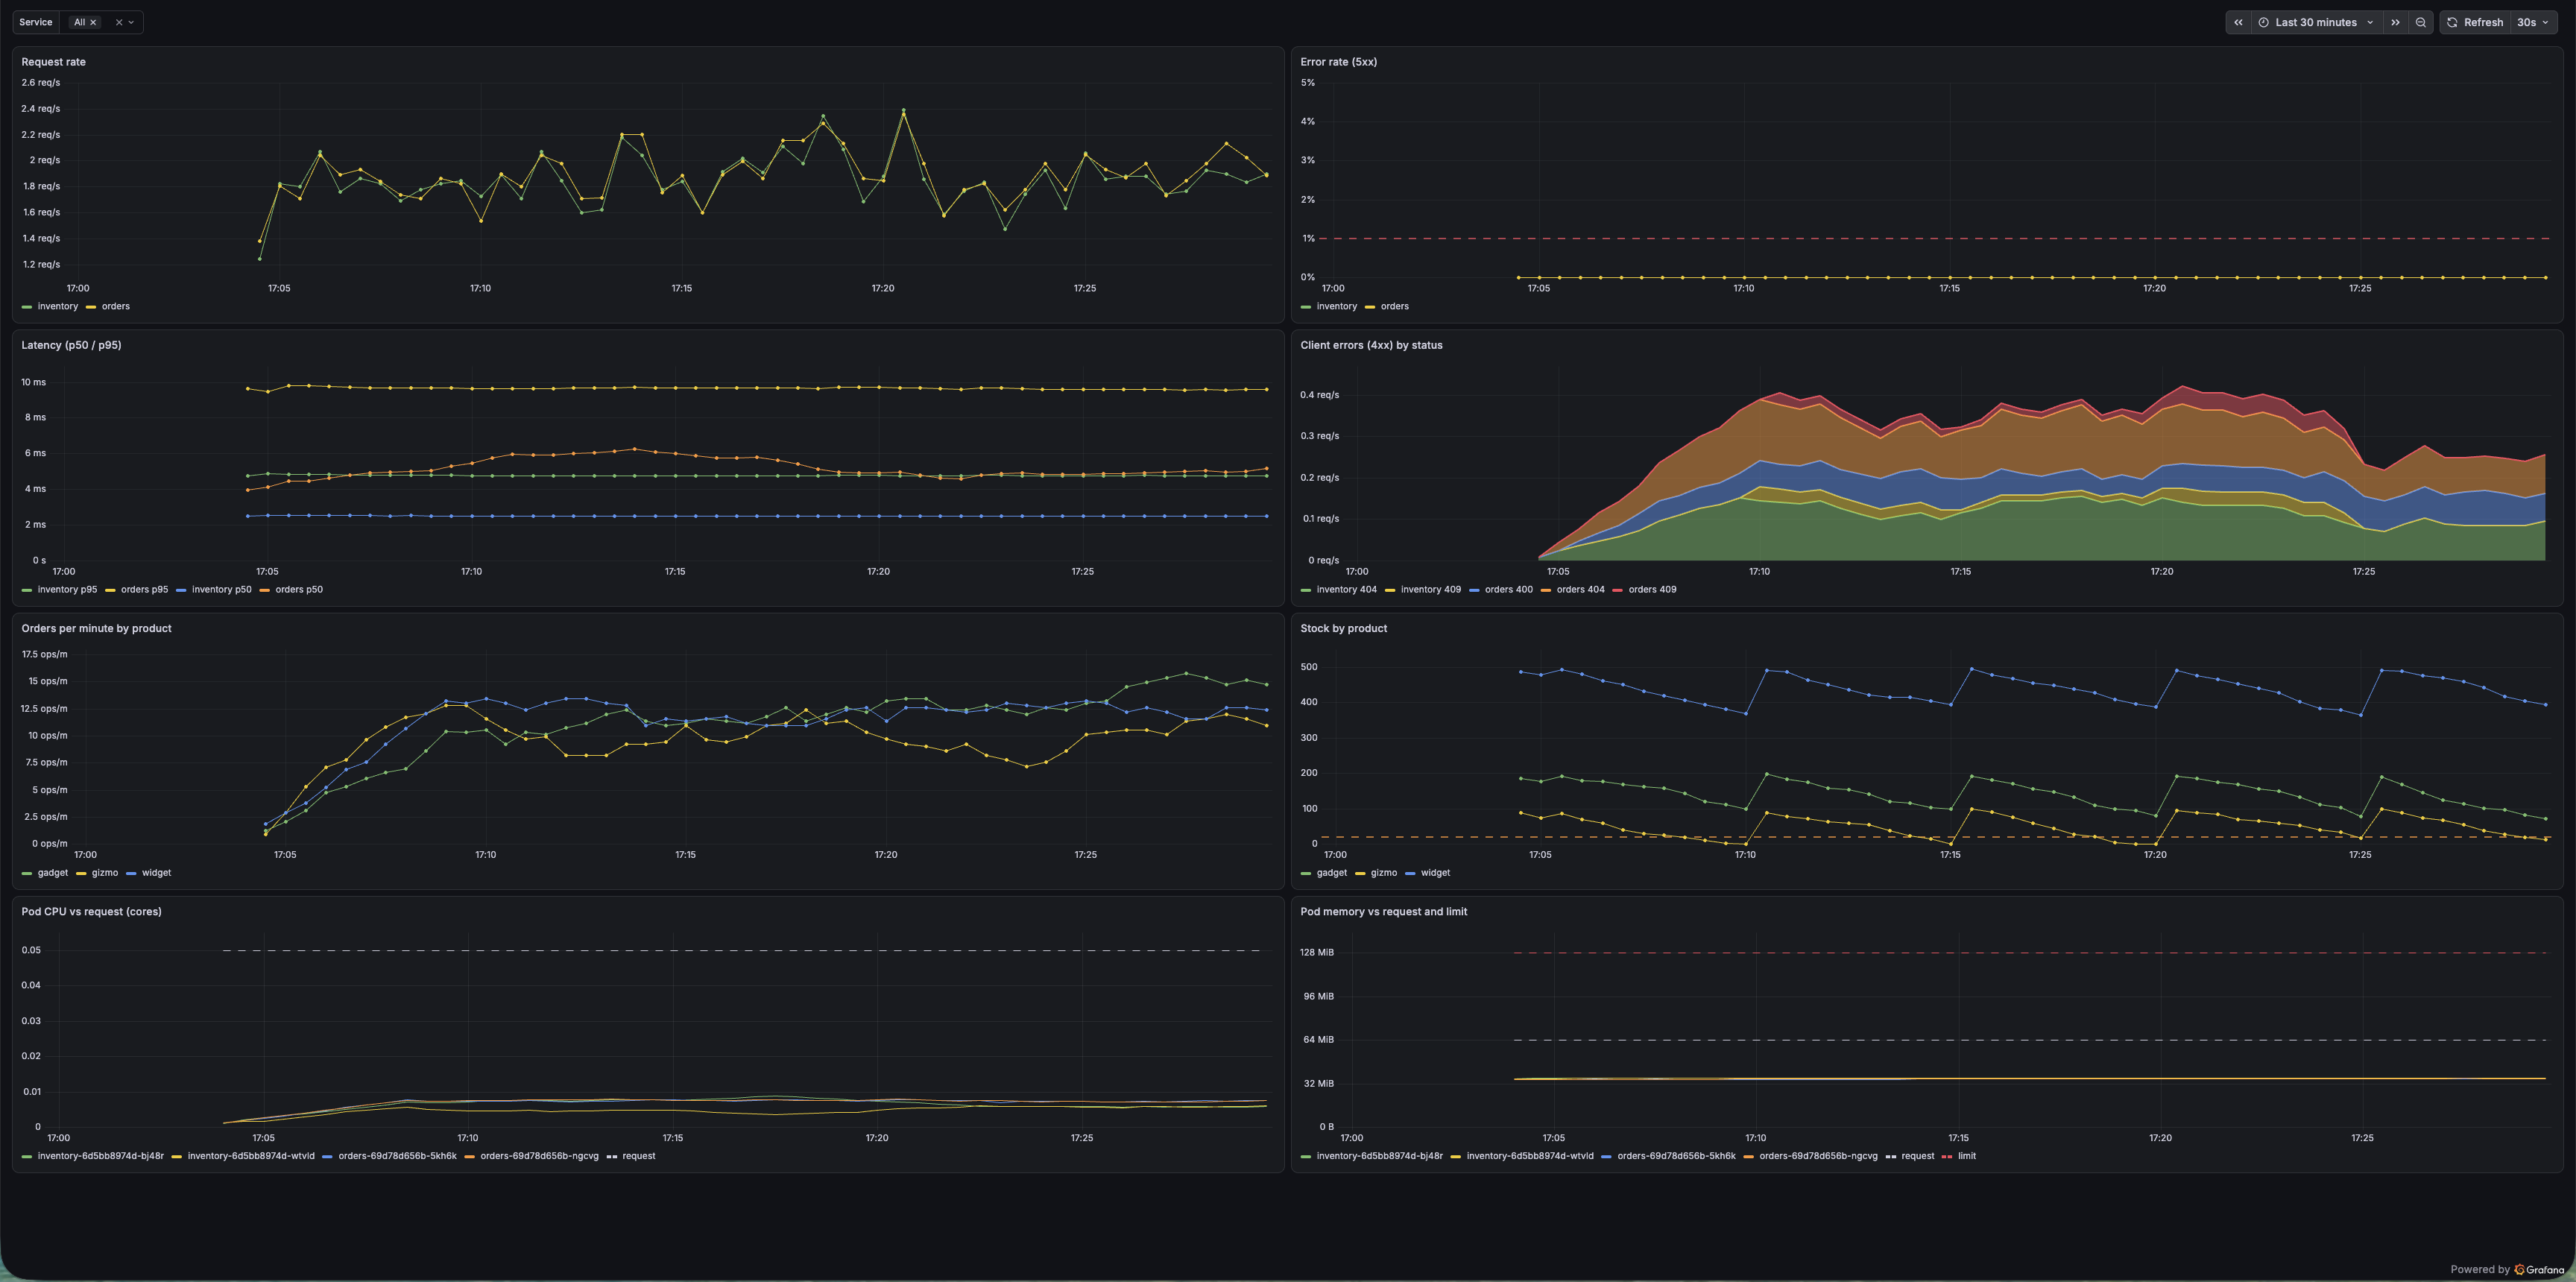 Service All
Last 30 minutes Refresh 30s
Request rate
2.6 req/s
2.4 req/s
2.2 req/s
2 req/s
1.8 req/s
1.6 req/s
1.4 req/s
1.2 req/s
17:00 17:05 17:10 17:15 17:20 17:25
inventory orders
Error rate (5xx)
5%
4%
3%
2%
1%
0%
17:00 17:05 17:10 17:15 17:20 17:25
inventory orders
Latency (p50 / p95)
10 ms
8 ms
6 ms
4 ms
2 ms
0 s
17:00 17:05 17:10 17:15 17:20 17:25
inventory p95 orders p95 inventory p50 orders p50
Client errors (4xx) by status
0.4 req/s
0.3 req/s
0.2 req/s
0.1 req/s
0 req/s
17:00 17:05 17:10 17:15 17:20 17:25
inventory 404 inventory 409 orders 400 orders 404 orders 409
Orders per minute by product
17.5 ops/m
15 ops/m
12.5 ops/m
10 ops/m
7.5 ops/m
5 ops/m
2.5 ops/m
0 ops/m
17:00 17:05 17:10 17:15 17:20 17:25
gadget gizmo widget
Stock by product
500
400
300
200
100
0
17:00 17:05 17:10 17:15 17:20 17:25
gadget gizmo widget
Pod CPU vs request (cores)
0.05
0.04
0.03
0.02
0.01
0
17:00 17:05 17:10 17:15 17:20 17:25
inventory-6d5bb8974d-bj48r inventory-6d5bb8974d-wtvld orders-69d78d656b-5kh6k orders-69d78d656b-ngcvg request
Pod memory vs request and limit
128 MiB
96 MiB
64 MiB
32 MiB
0 B
17:00 17:05 17:10 17:15 17:20 17:25
inventory-6d5bb8974d-bj48r inventory-6d5bb8974d-wtvld orders-69d78d656b-5kh6k orders-69d78d656b-ngcvg request limit
Powered by Grafana